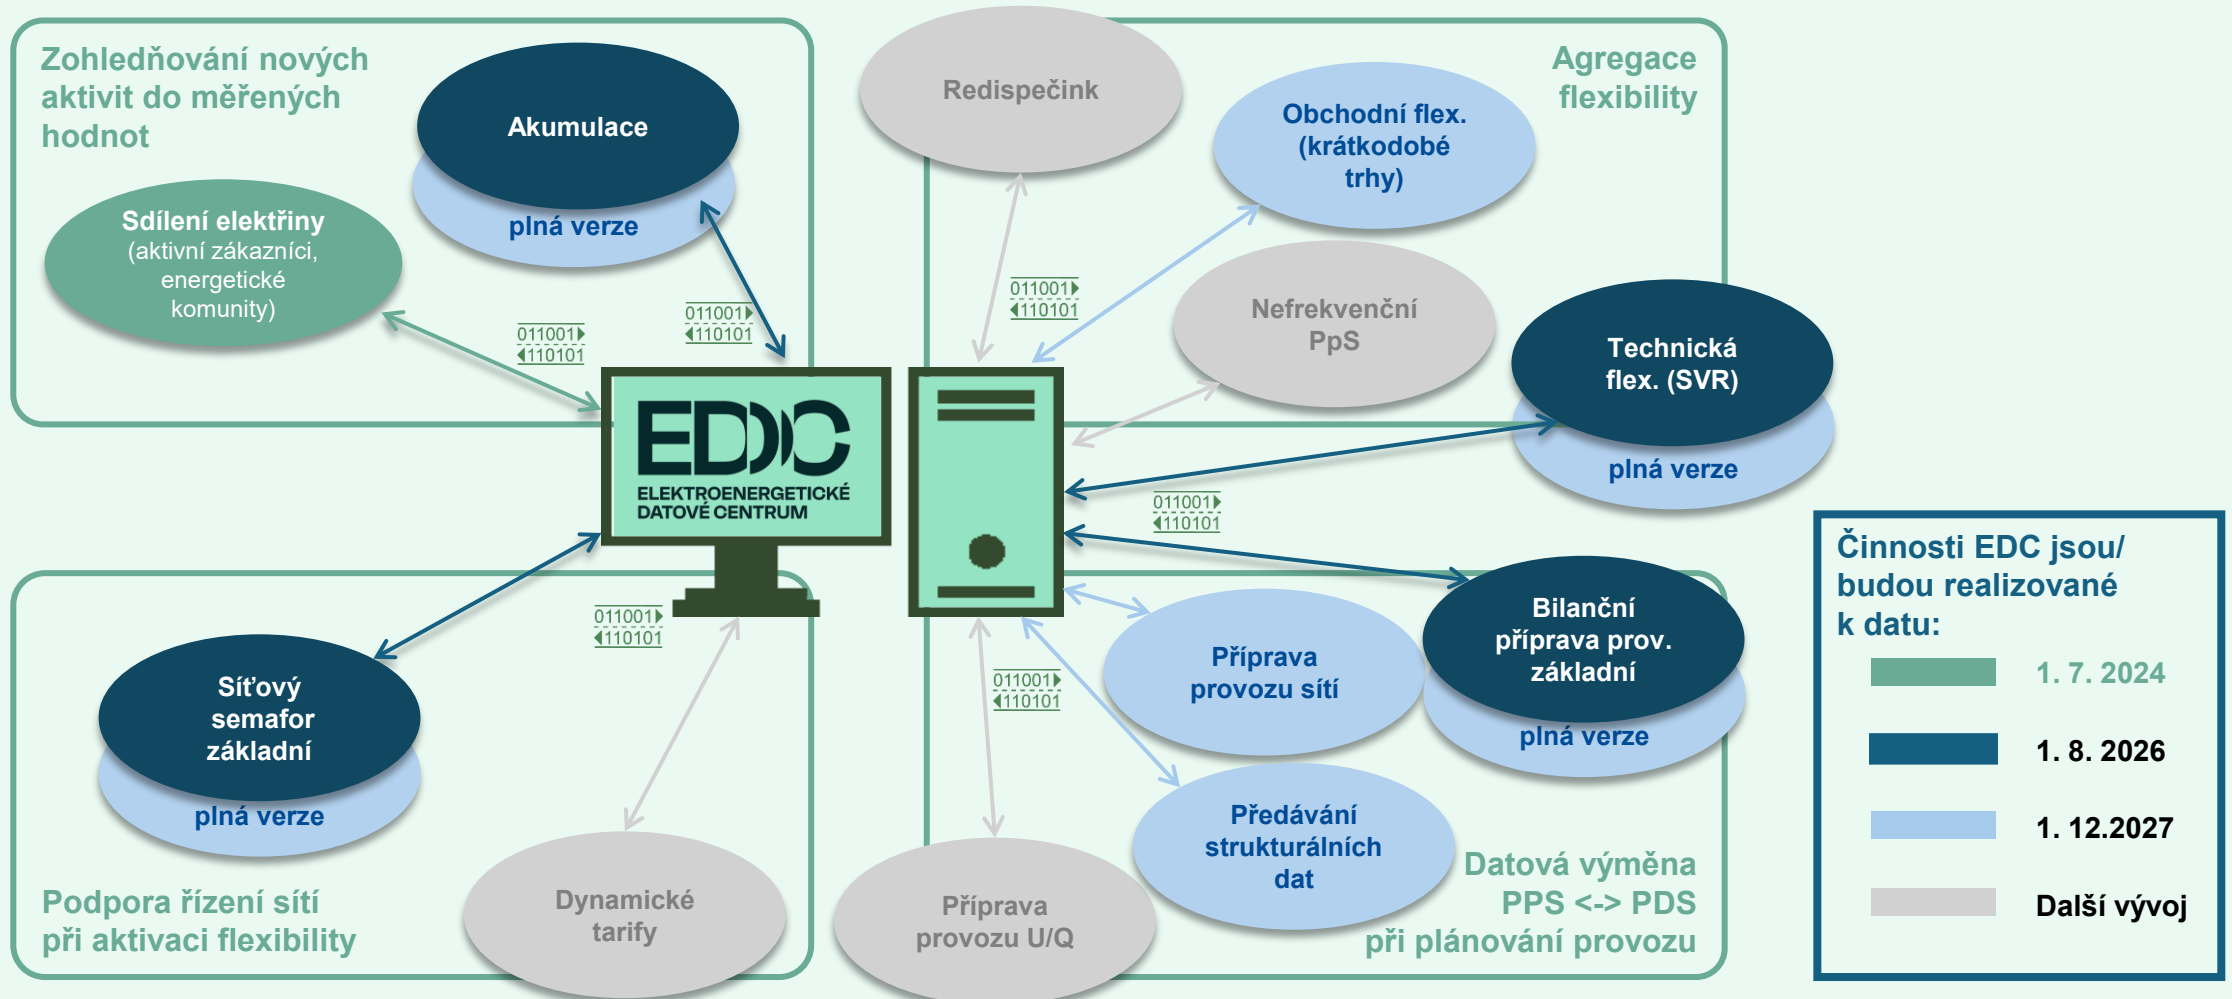 Zohledňování nových
aktivit do měřených
hodnot
Akumulace
plná verze
Sdílení elektřiny
(aktivní zákazníci,
energetické
komunity)
011001
110101
011001
110101
Redispečink
Agregace
flexibility
Obchodní flex.
(krátkodobé
trhy)
011001
110101
Nefrekvenční
PpS
Technická
flex. (SVR)
plná verze
EDC
ELEKTROENERGETICKÉ
DATOVÉ CENTRUM
011001
110101
011001
110101
Síťový
semafor
základní
plná verze
Dynamické
tarify
Podpora řízení sítí
při aktivaci flexibility
011001
110101
Příprava
provozu sítí
Bilanční
příprava prov.
základní
plná verze
Předávání
strukturálních
dat
Příprava
provozu U/Q
Datová výměna
PPS <-> PDS
při plánování provozu
Činnosti EDC jsou/
budou realizované
k datu:
1. 7. 2024
1. 8. 2026
1. 12.2027
Další vývoj